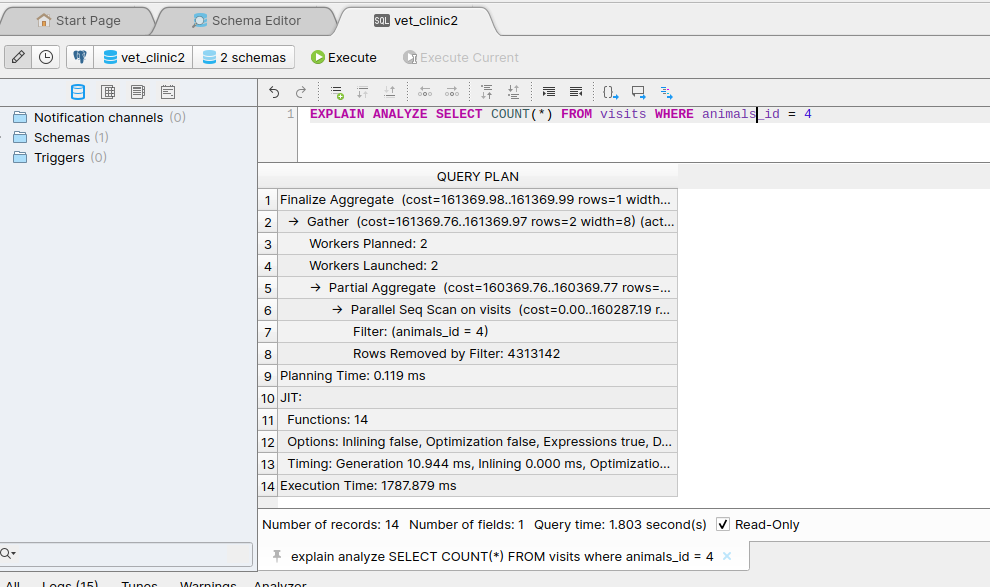 Start Page
Schema Editor
SQL vet_clinic2
vet_clinic2
2 schemas
Execute
Execute Current
Notification channels (0)
Schemas (1)
Triggers (0)
1 EXPLAIN ANALYZE SELECT COUNT(*) FROM visits WHERE animals_id = 4
QUERY PLAN
1 Finalize Aggregate (cost=161369.98..161369.99 rows=1 width...
2 → Gather (cost=161369.76..161369.97 rows=2 width=8) (act...
3 Workers Planned: 2
4 Workers Launched: 2
5 → Partial Aggregate (cost=160369.76..160369.77 rows=...
6 → Parallel Seq Scan on visits (cost=0.00..160287.19 r...
7 Filter: (animals_id = 4)
8 Rows Removed by Filter: 4313142
9 Planning Time: 0.119 ms
10 JIT:
11 Functions: 14
12 Options: Inlining false, Optimization false, Expressions true, D...
13 Timing: Generation 10.944 ms, Inlining 0.000 ms, Optimizatio...
14 Execution Time: 1787.879 ms
Number of records: 14 Number of fields: 1 Query time: 1.803 second(s) Read-Only
explain analyze SELECT COUNT(*) FROM visits where animals_id = 4
All Logs (15) Tunes Warnings Analyzer